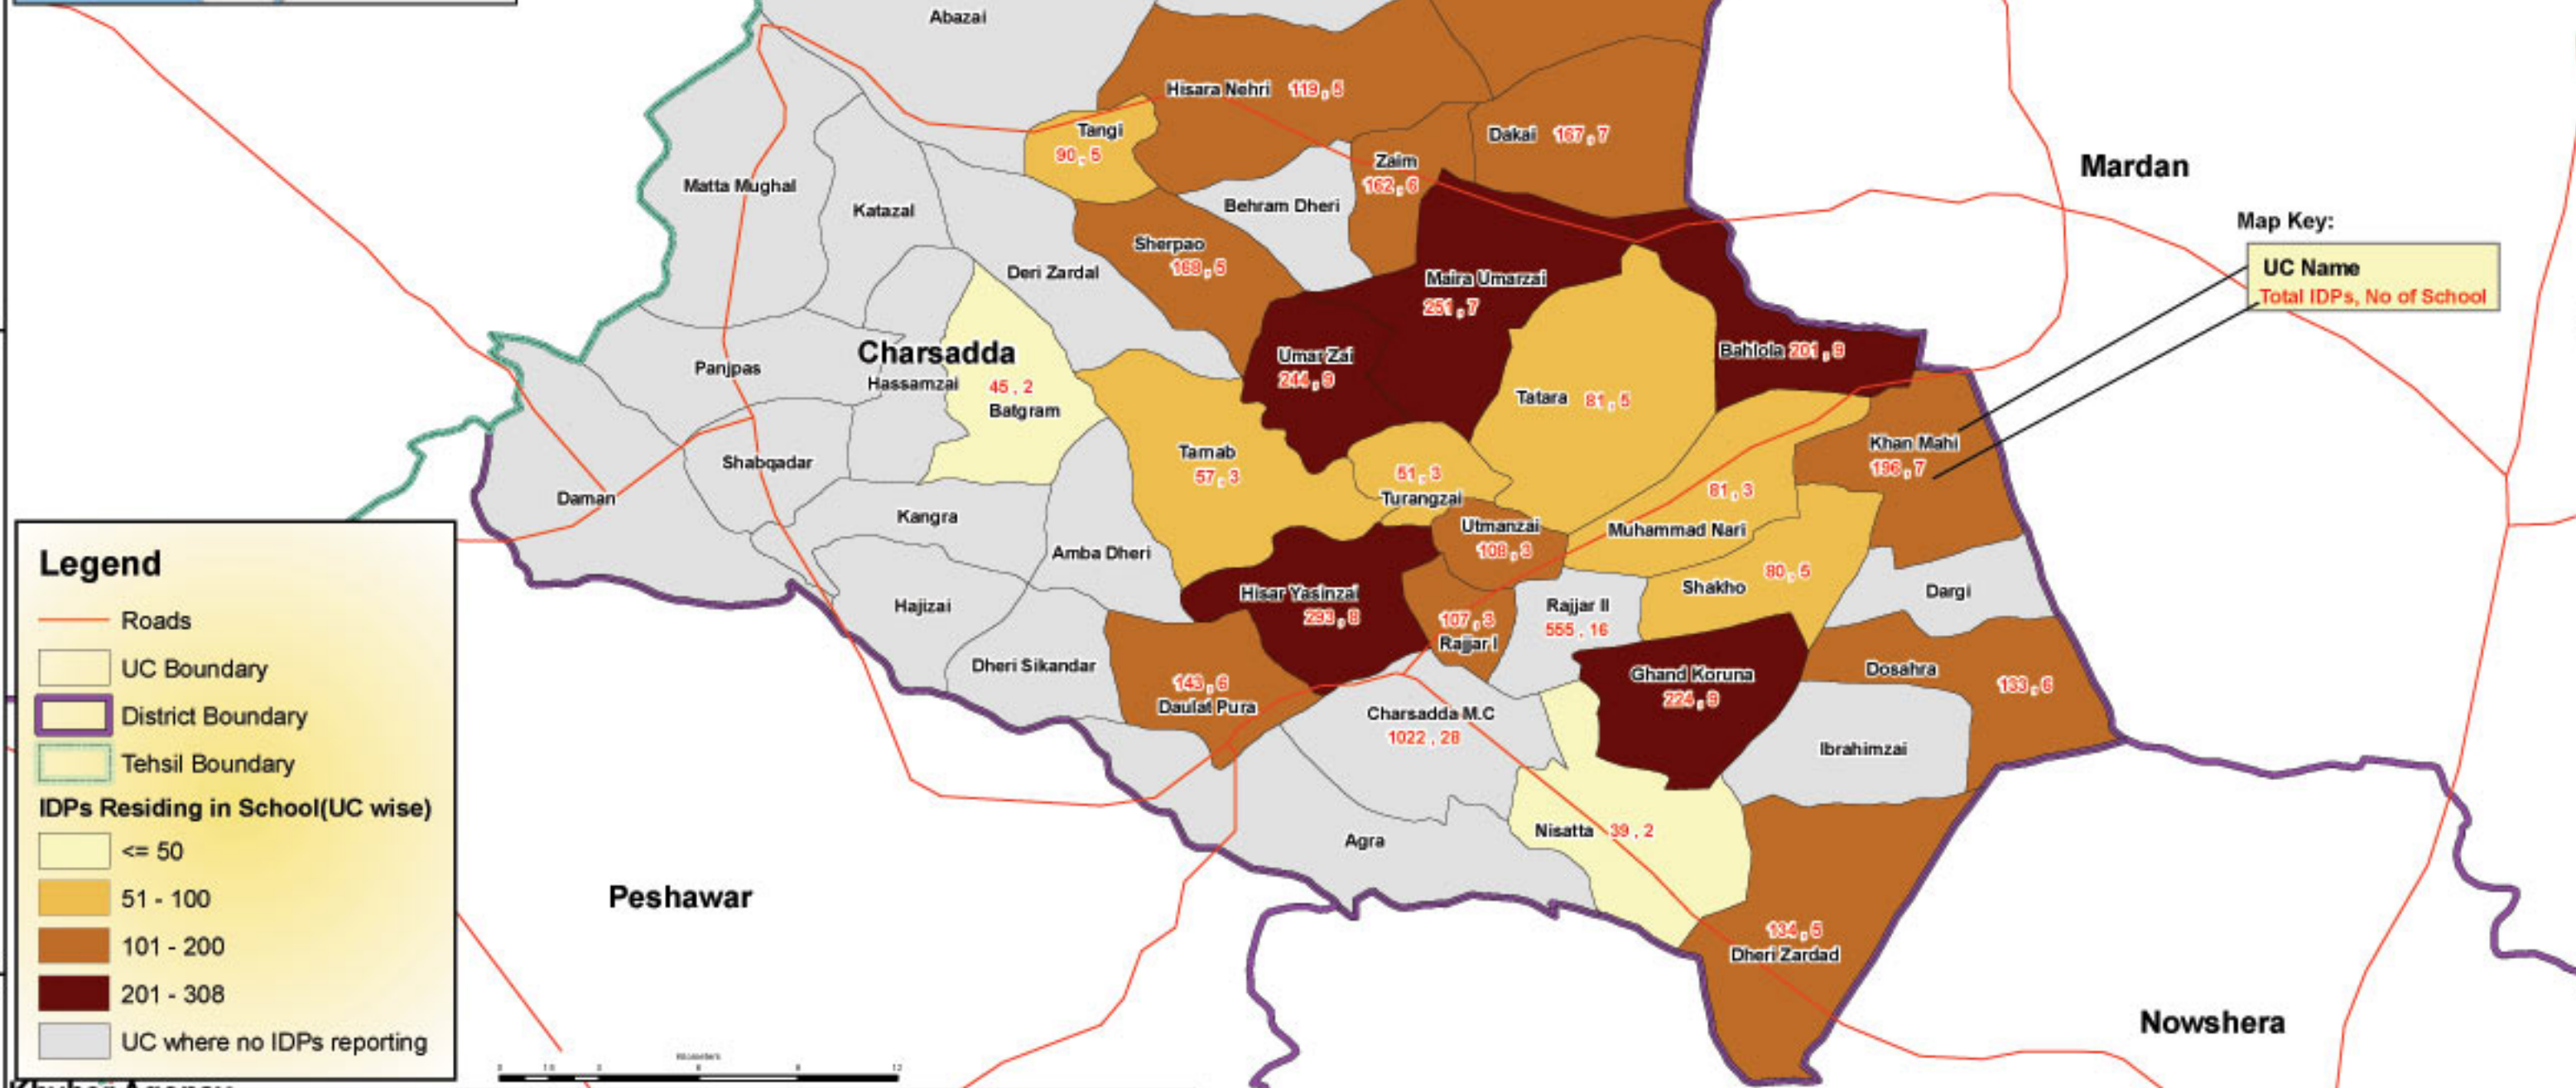 Abazai
Hisara Nehri 119, 5
Tangi
90, 5
Dakai 167, 7
Zaim
162, 6
Mardan
Matta Mughal
Katazai
Behram Dheri
Map Key:
UC Name
Total IDPs, No of School
Sherpao
168, 5
Deri Zardal
Maira Umarzai
251, 7
Charsadda
Umar Zai
244, 9
Bahlola 201, 9
Panjpas
Hassamzai
45, 2
Batgram
Tatara 81, 5
Khan Mahi
196, 7
Tarnab
57, 3
Shabqadar
51, 3
Turangzai
81, 3
Muhammad Nari
Daman
Kangra
Utmanzai
108, 3
Amba Dheri
80, 5
Shakho
Dargi
Hisar Yasinzai
293, 8
Hajizai
107, 3
Rajjar I
Rajjar II
555, 16
Dheri Sikandar
Ghand Koruna
224, 9
Dosahra 133, 6
143, 6
Daulat Pura
Charsadda M.C
1022, 28
Ibrahimzai
Agra
Nisatta 39, 2
Peshawar
134, 5
Dheri Zardad
Nowshera
Legend
Roads
UC Boundary
District Boundary
Tehsil Boundary
IDPs Residing in School(UC wise)
<= 50
51 - 100
101 - 200
201 - 308
UC where no IDPs reporting
Kilometers